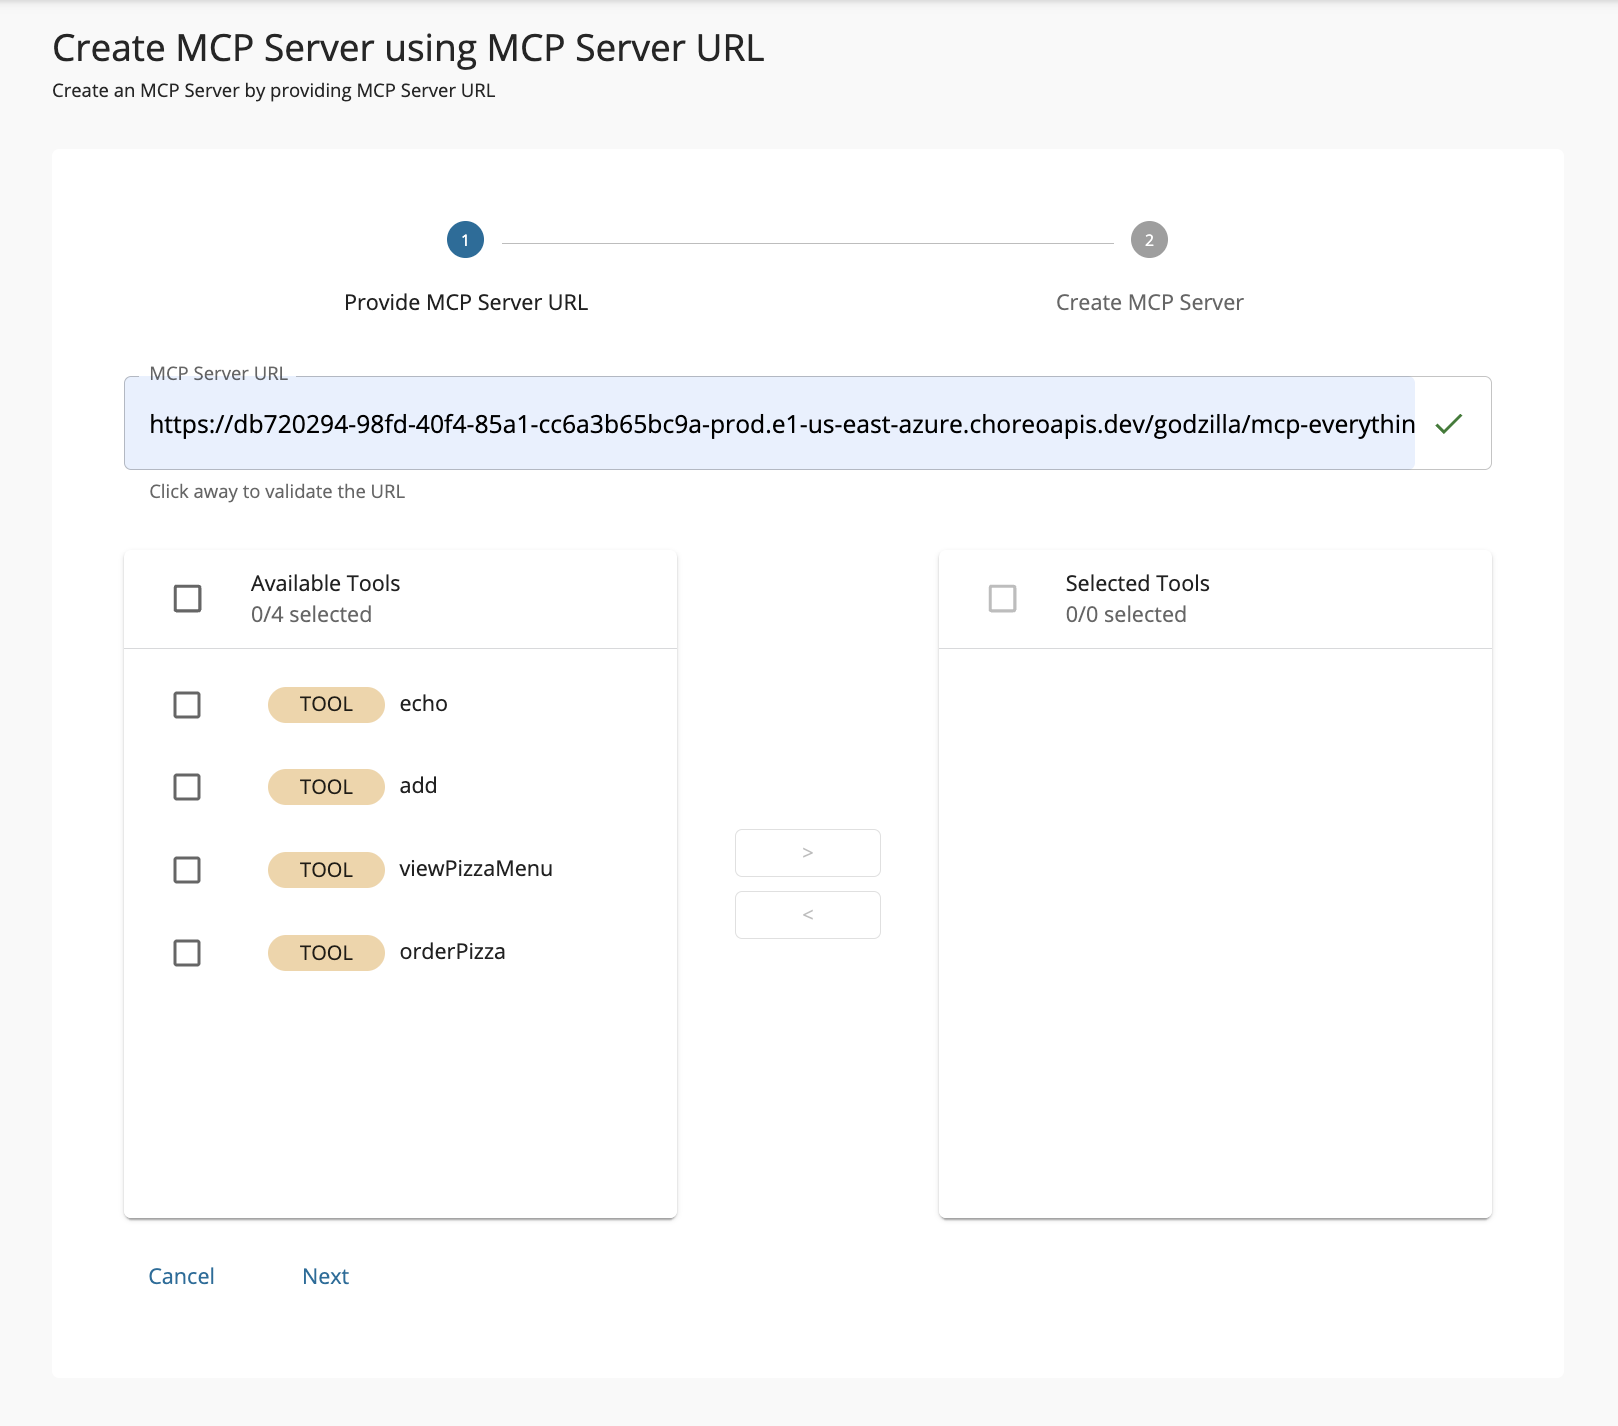 Create MCP Server using MCP Server URL
Create an MCP Server by providing MCP Server URL
1
2
Provide MCP Server URL
Create MCP Server
MCP Server URL
https://db720294-98fd-40f4-85a1-cc6a3b65bc9a-prod.e1-us-east-azure.choreoapis.dev/godzilla/mcp-everythin
Click away to validate the URL
Available Tools
0/4 selected
TOOL echo
TOOL add
TOOL viewPizzaMenu
TOOL orderPizza
>
<
Selected Tools
0/0 selected
Cancel
Next